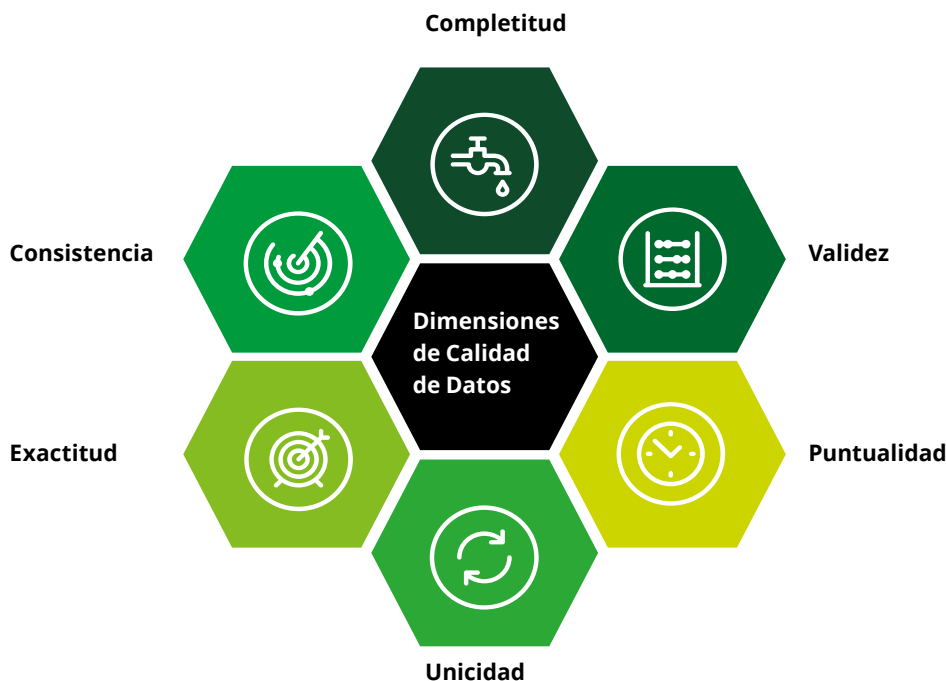 Completitud
Consistencia
Validez
Dimensiones
de Calidad
de Datos
Exactitud
Puntualidad
Unicidad